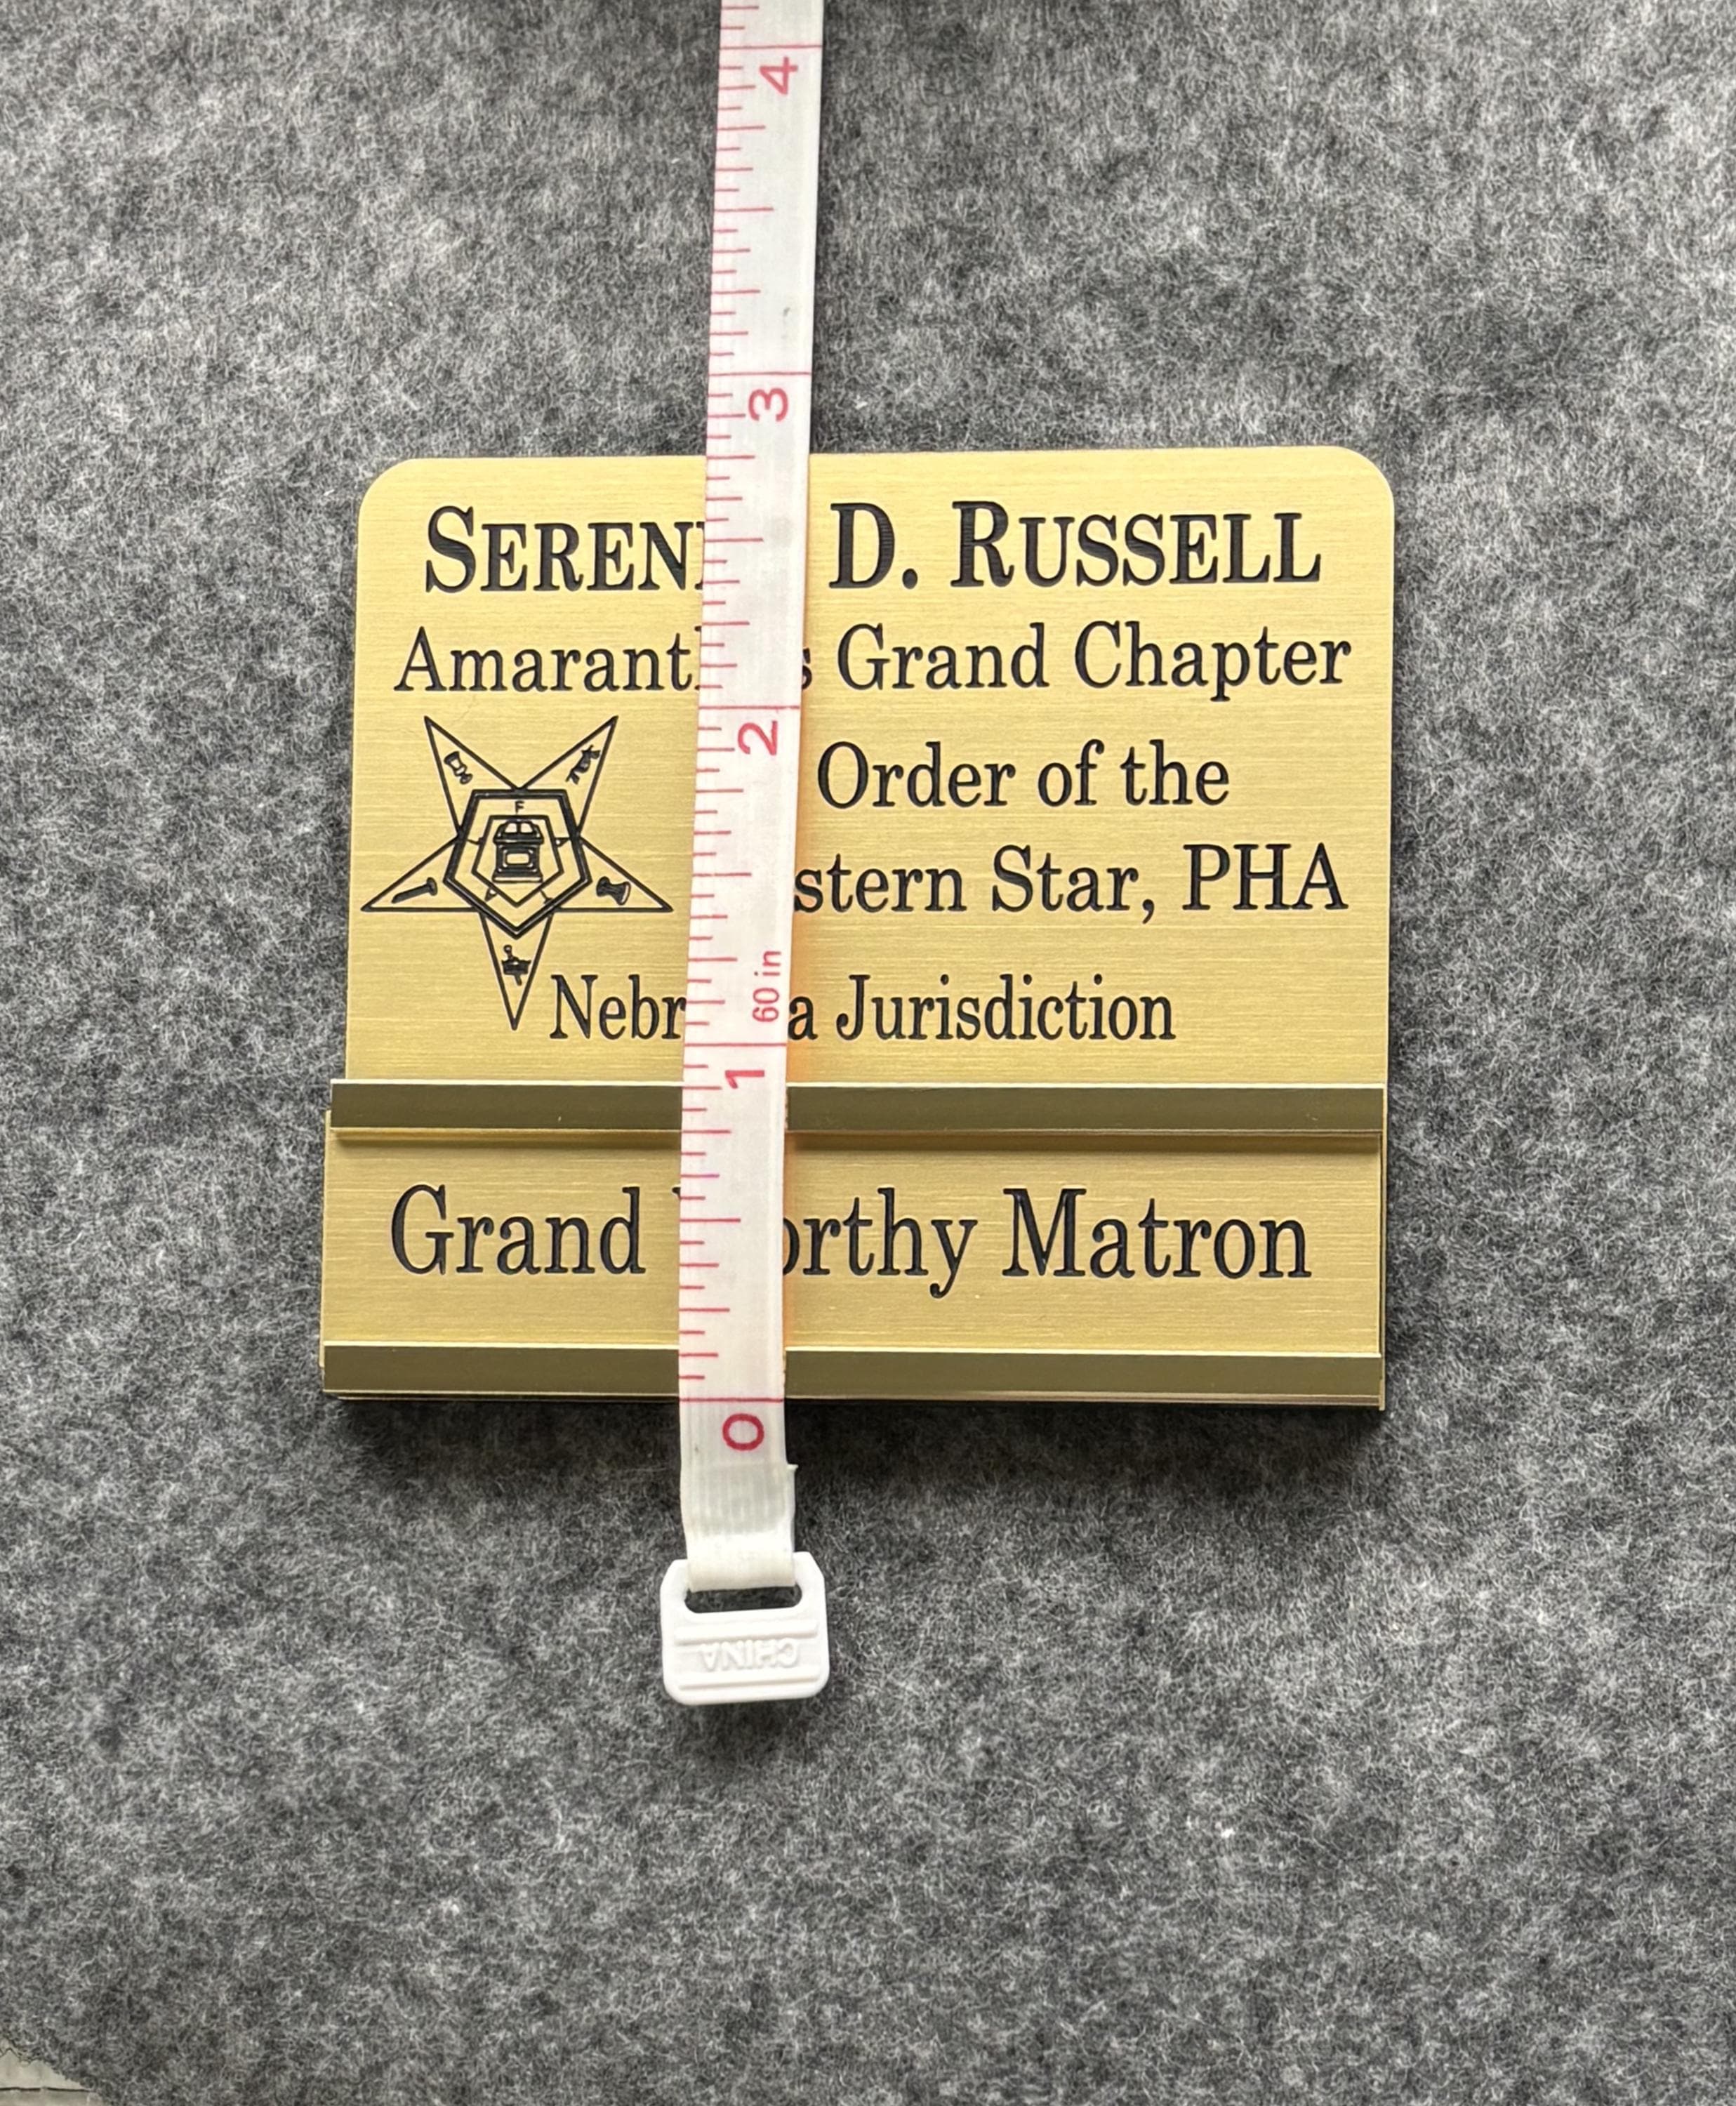 4
3
SEREN D. RUSSELL
Amarant s Grand Chapter
2
Order of the
stern Star, PHA
F
60 in
Nebr a Jurisdiction
1
Grand orthy Matron
0
CHINA